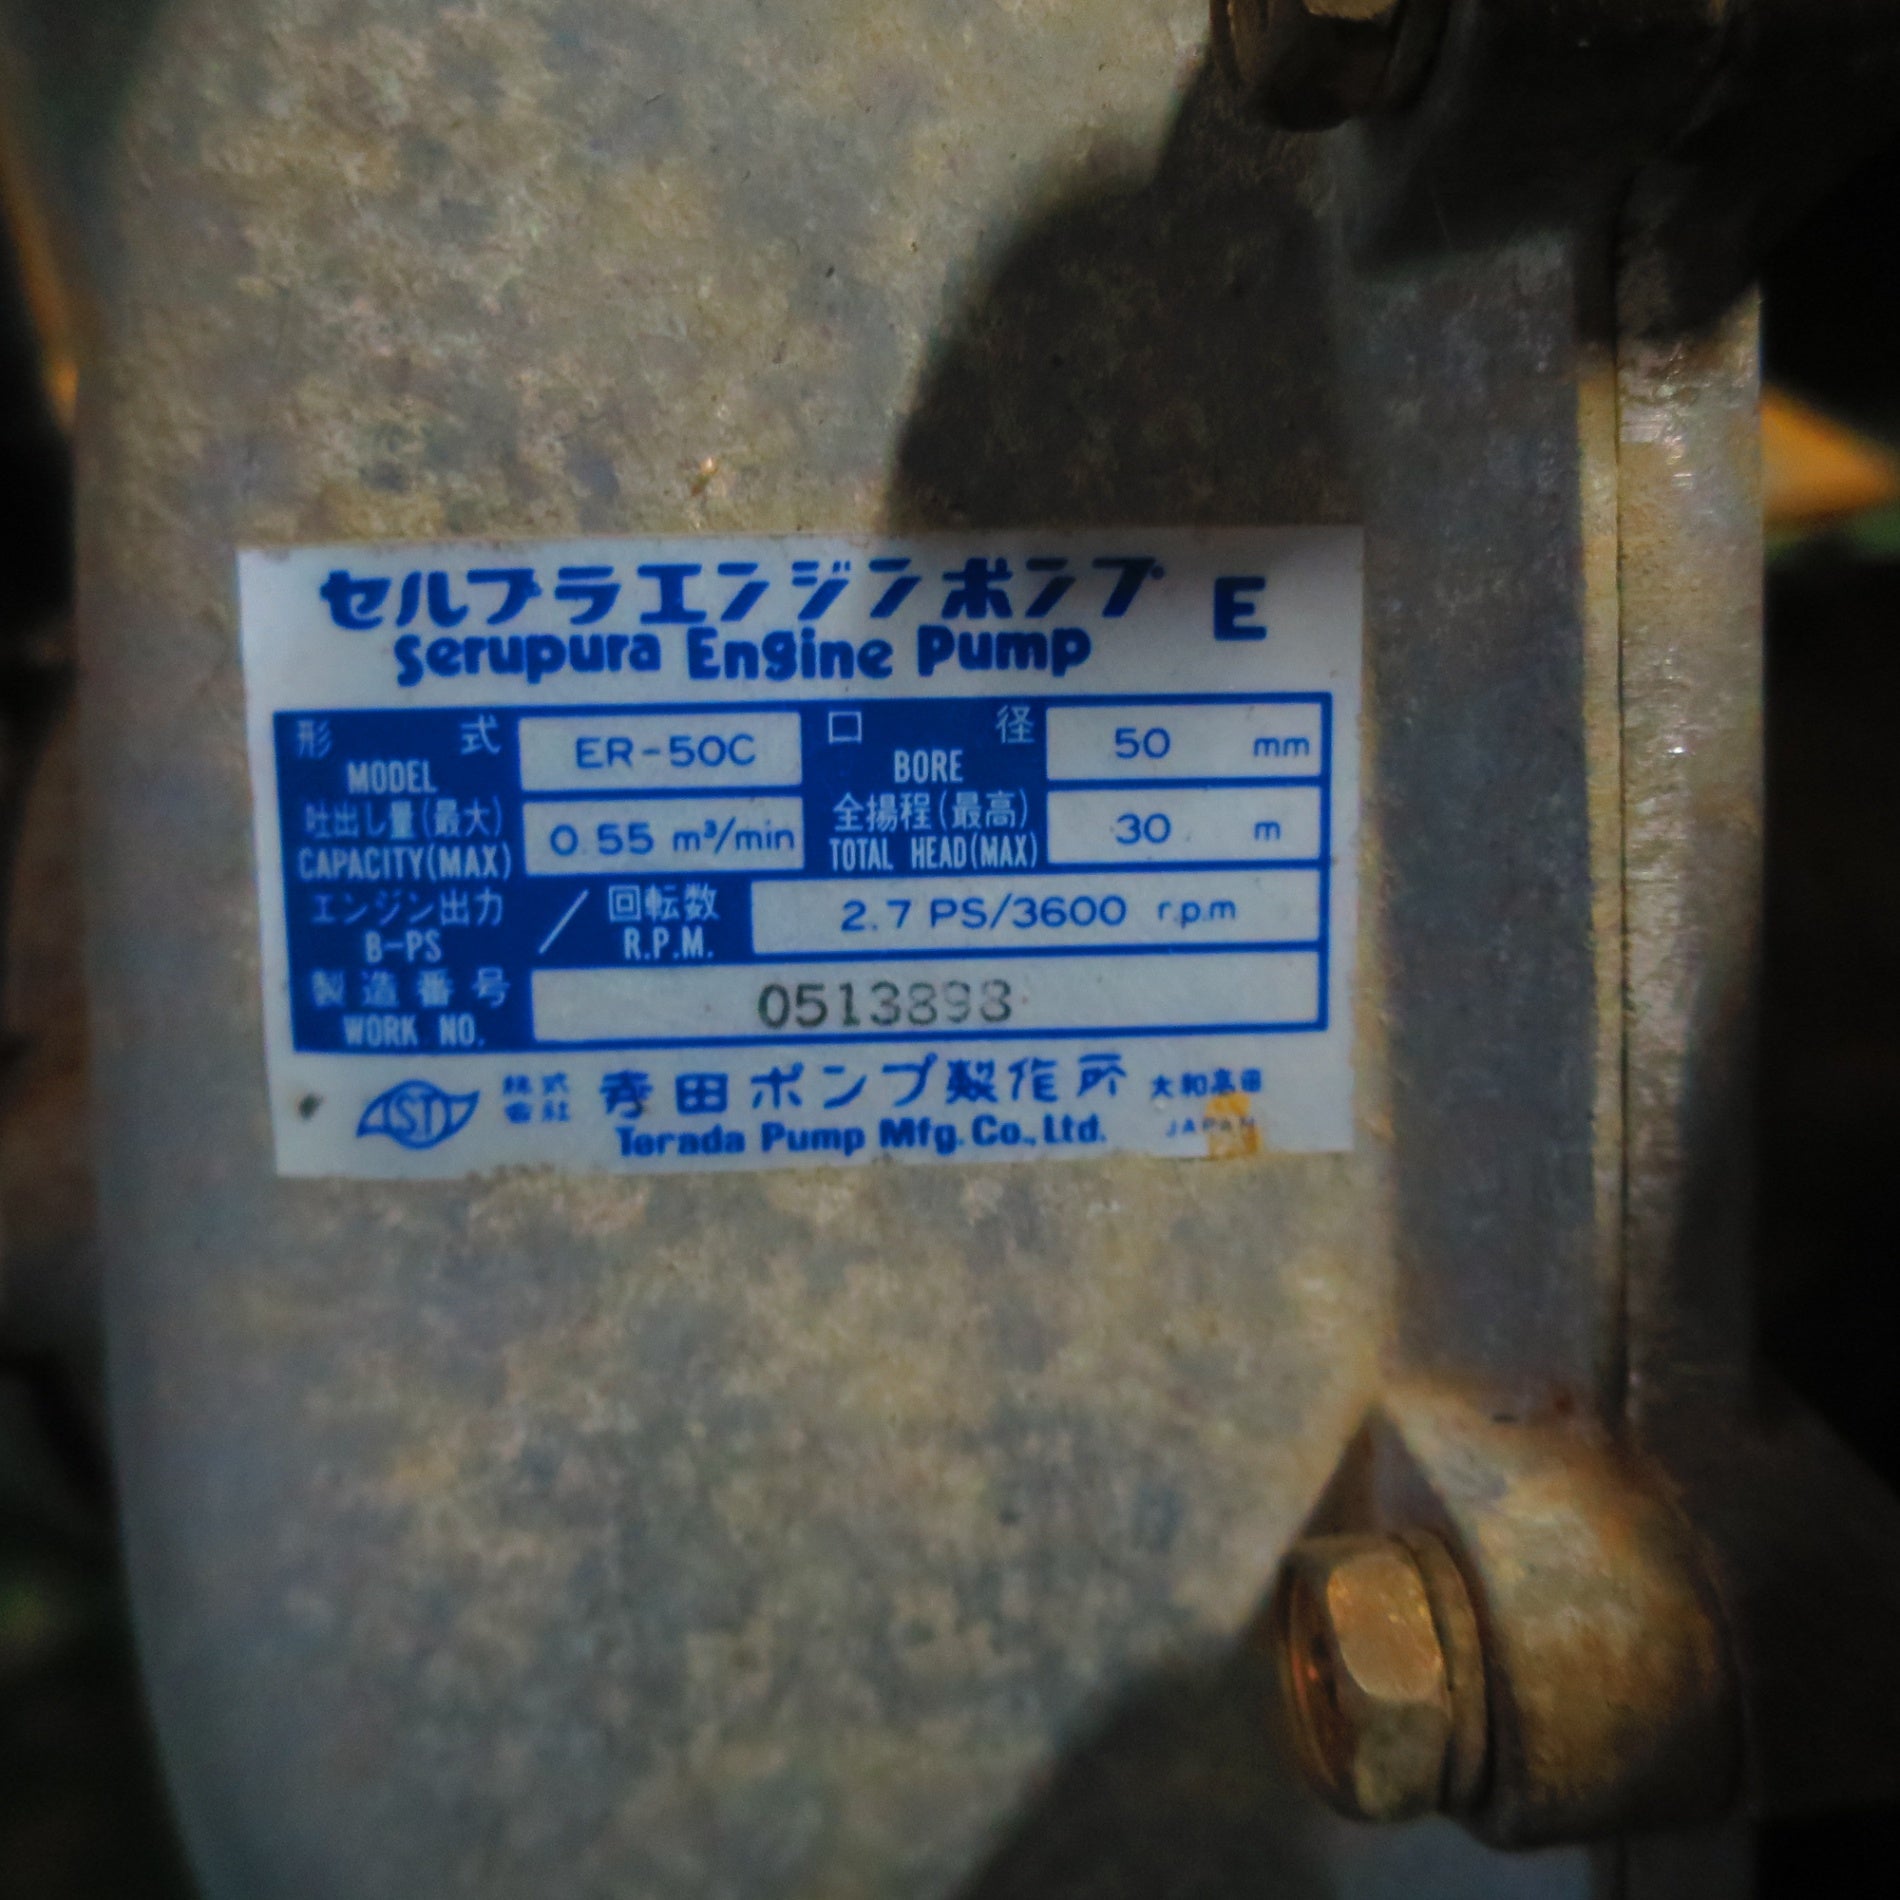 セルプラエンジンポンプ E
Serupura Engine Pump
形式 ER-50C 口径 50 mm
MODEL BORE
吐出し量(最大) 0.55 m³/min 全揚程(最高) 30 m
CAPACITY(MAX) TOTAL HEAD(MAX)
エンジン出力 / 回転数 2.7 PS/3600 r.p.m
B-PS R.P.M.
製造番号 0513898
WORK NO.
ST 株式会社 寺田ポンプ製作所 大和高田
Terada Pump Mfg. Co., Ltd. JAPAN